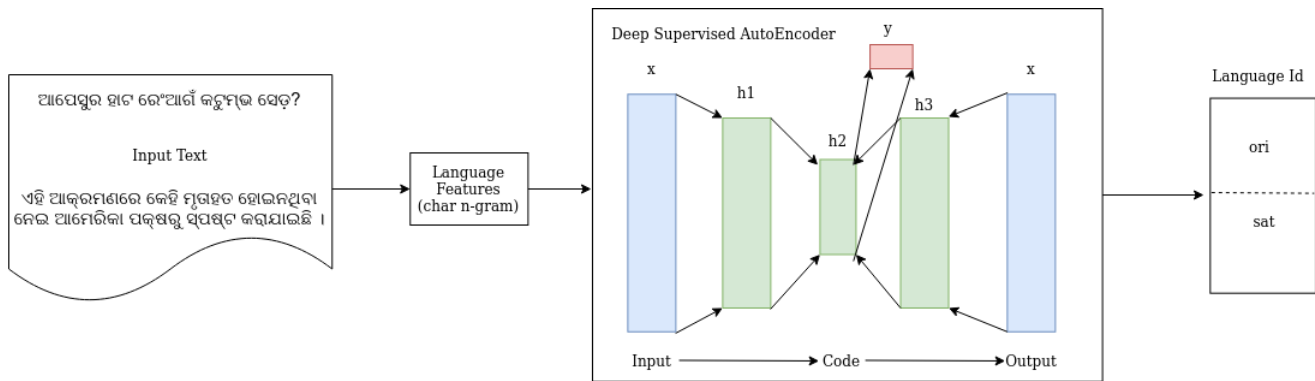 ଆପେସୁର ହାଟ ରେଂଆଗଁ କଟୁମ୍ଭ ସେଡ଼?
Input Text
ଏହି ଆକ୍ରମଣରେ କେହି ମୃତାହତ ହୋଇନଥିବା
ନେଇ ଆମେରିକା ପକ୍ଷରୁ ସ୍ପଷ୍ଟ କରାଯାଇଛି ।
Language
Features
(char n-gram)
Deep Supervised AutoEncoder
x
h1
h2
y
h3
x
Input
Code
Output
Language Id
ori
sat